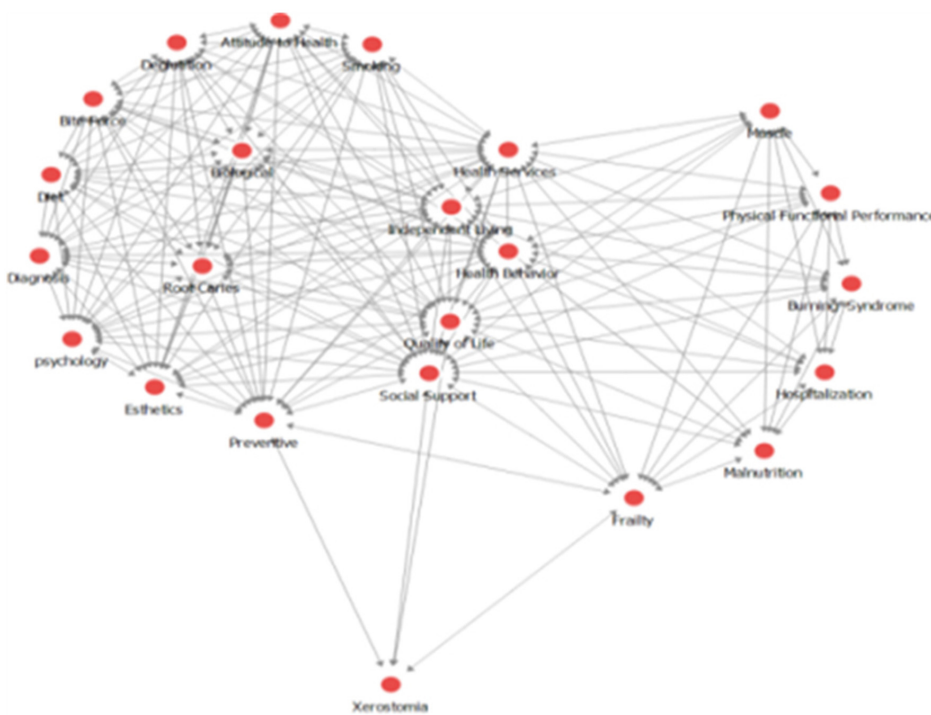 Attitude to Health
Deglutition
Smoking
Bite Force
Muscle
Biological
Health Services
Diet
Physical Functional Performance
Independent Living
Health Behavior
Diagnosis
Root Caries
Burning Syndrome
Quality of Life
psychology
Social Support
Hospitalization
Esthetics
Preventive
Malnutrition
Frailty
Xerostomia